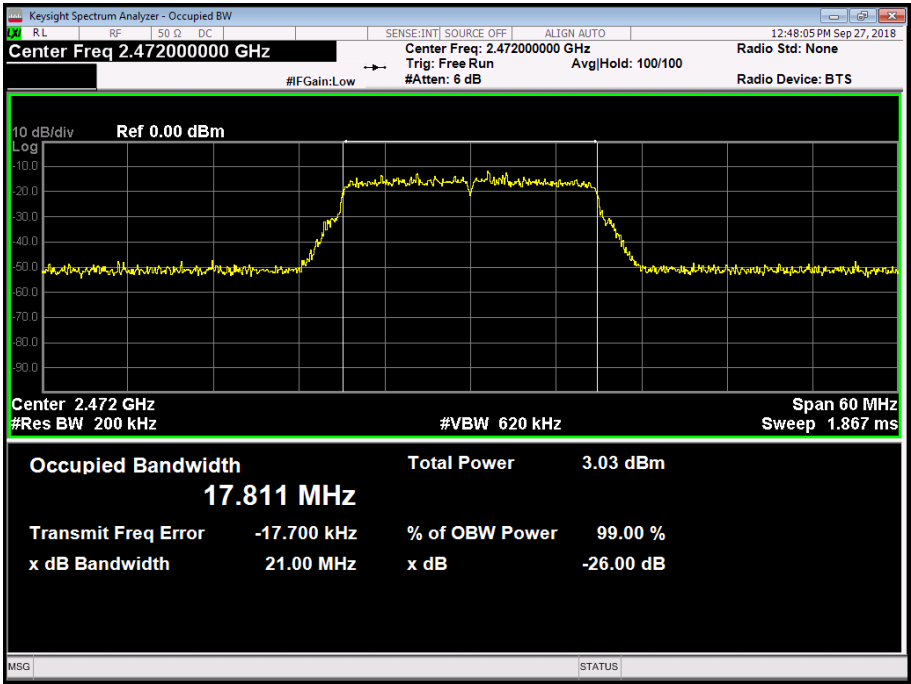 Keysight Spectrum Analyzer - Occupied BW
LXI RL RF 50 Ω DC SENSE:INT SOURCE OFF ALIGN AUTO 12:48:05 PM Sep 27, 2018
Center Freq 2.472000000 GHz Center Freq: 2.472000000 GHz Radio Std: None
Trig: Free Run Avg|Hold: 100/100
#IFGain:Low #Atten: 6 dB Radio Device: BTS
10 dB/div Ref 0.00 dBm
Log
-10.0
-20.0
-30.0
-40.0
-50.0
-60.0
-70.0
-80.0
-90.0
Center 2.472 GHz Span 60 MHz
#Res BW 200 kHz #VBW 620 kHz Sweep 1.867 ms
Occupied Bandwidth Total Power 3.03 dBm
17.811 MHz
Transmit Freq Error -17.700 kHz % of OBW Power 99.00 %
x dB Bandwidth 21.00 MHz x dB -26.00 dB
MSG STATUS